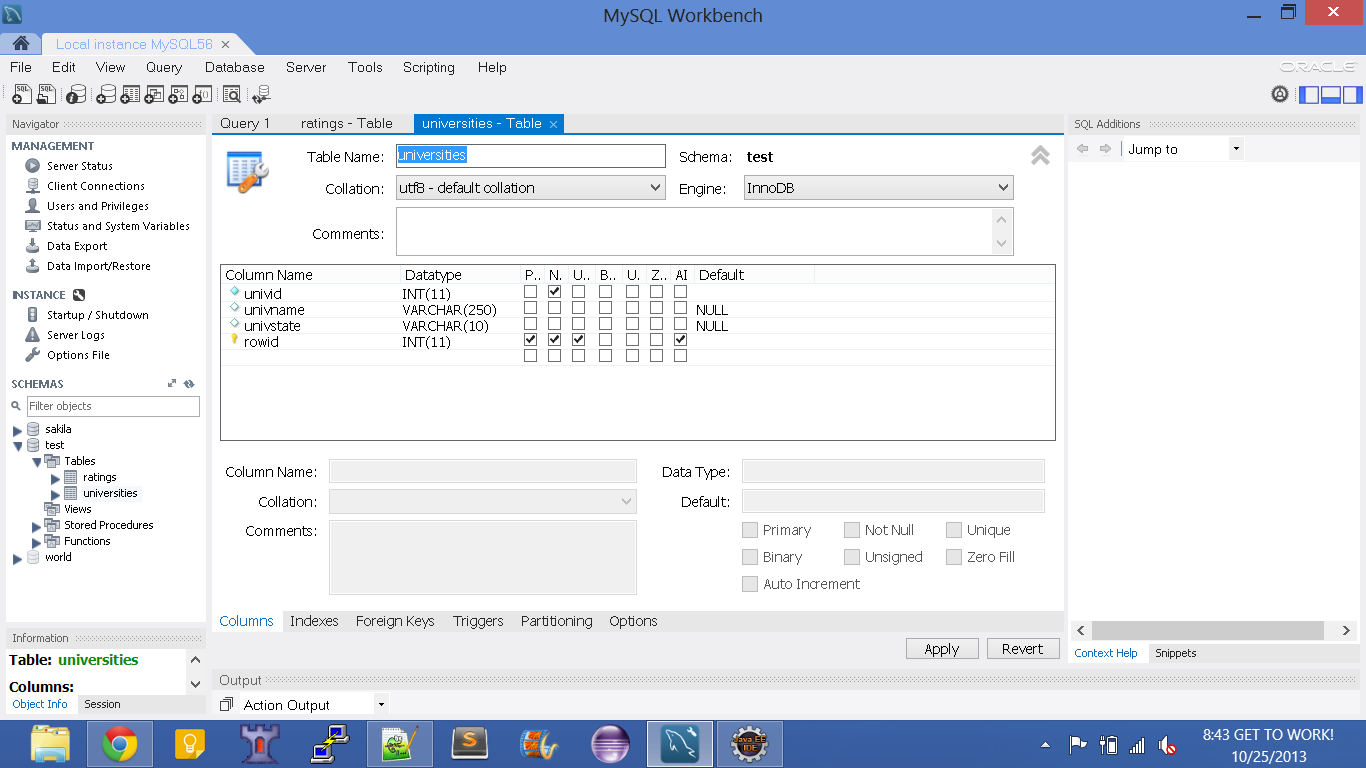 MySQL Workbench
Local instance MySQL56 ×
File Edit View Query Database Server Tools Scripting Help
ORACLE
Navigator
MANAGEMENT
Server Status
Client Connections
Users and Privileges
Status and System Variables
Data Export
Data Import/Restore
INSTANCE
Startup / Shutdown
Server Logs
Options File
SCHEMAS
Filter objects
sakila
test
Tables
ratings
universities
Views
Stored Procedures
Functions
world
Information
Table: universities
Columns:
Object Info Session
Query 1 ratings - Table universities - Table ×
Table Name: universities Schema: test
Collation: utf8 - default collation Engine: InnoDB
Comments:
Column Name Datatype P.. N. U.. B.. U. Z.. AI Default
univid INT(11)
univname VARCHAR(250) NULL
univstate VARCHAR(10) NULL
rowid INT(11)
Column Name: Data Type:
Collation: Default:
Comments: Primary Not Null Unique
Binary Unsigned Zero Fill
Auto Increment
Columns Indexes Foreign Keys Triggers Partitioning Options
Apply Revert
Output
Action Output
SQL Additions
Jump to
Context Help Snippets
Java EE
IDE
8:43 GET TO WORK!
10/25/2013